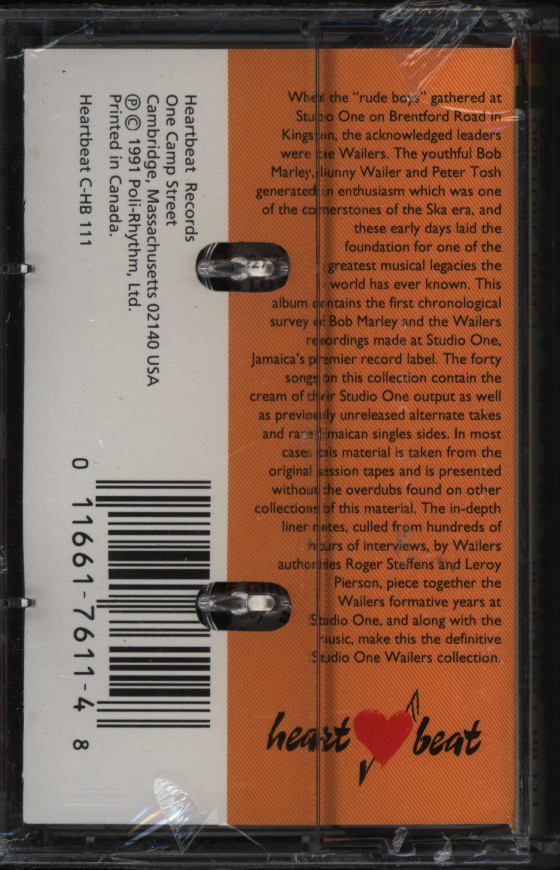 When the “rude boys” gathered at
Studio One on Brentford Road in
Kingston, the acknowledged leaders
were the Wailers. The youthful Bob
Marley, Bunny Wailer and Peter Tosh
generated an enthusiasm which was one
of the cornerstones of the Ska era, and
these early days laid the
foundation for one of the
greatest musical legacies the
world has ever known. This
album contains the first chronological
survey of Bob Marley and the Wailers
recordings made at Studio One,
Jamaica's premier record label. The forty
songs on this collection contain the
cream of their Studio One output as well
as previously unreleased alternate takes
and rare Jamaican singles sides. In most
cases this material is taken from the
original session tapes and is presented
without the overdubs found on other
collections of this material. The in-depth
liner notes, culled from hundreds of
hours of interviews, by Wailers
authorities Roger Steffens and Leroy
Pierson, piece together the
Wailers formative years at
Studio One, and along with the
music, make this the definitive
Studio One Wailers collection.
heart beat
Heartbeat Records
One Camp Street
Cambridge, Massachusetts 02140 USA
℗ © 1991 Poli-Rhythm, Ltd.
Printed in Canada.
Heartbeat C-HB 111
0 11661-7611-4 8